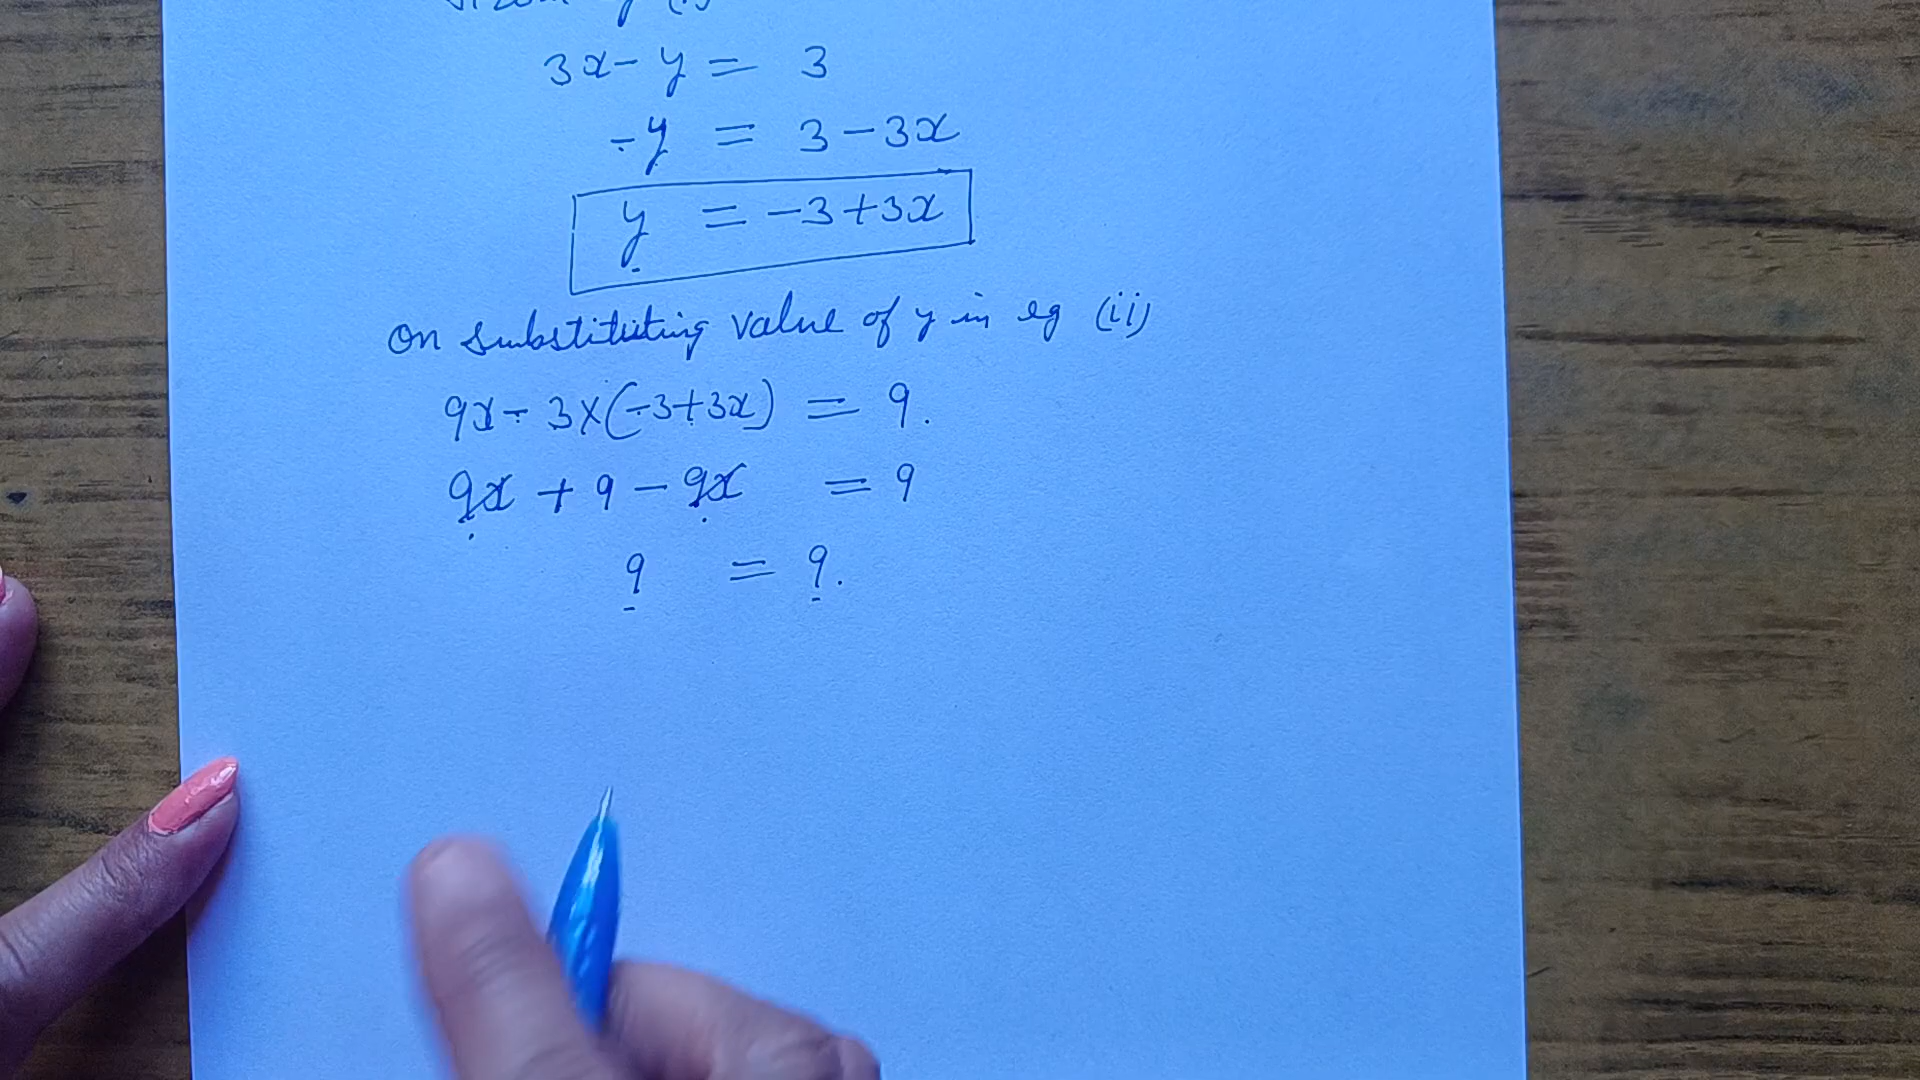 3x - y = 3
-y = 3 - 3x
y = -3 + 3x
On substituting value of y in eq (ii)
9x - 3×(-3+3x) = 9.
9x + 9 - 9x = 9
9 = 9.